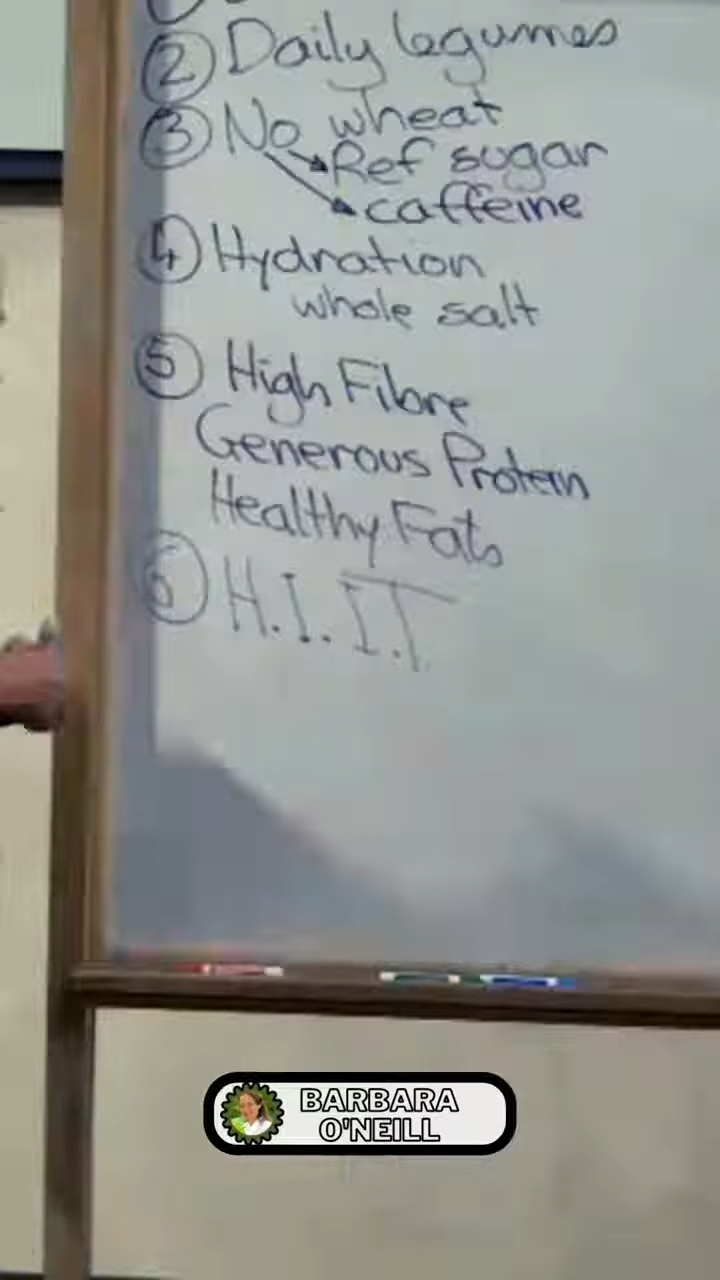 ② Daily legumes
③ No wheat
Ref sugar
caffeine
④ Hydration
whole salt
⑤ High Fibre
Generous Protein
Healthy Fats
⑥ H.I.I.T.
BARBARA
O'NEILL